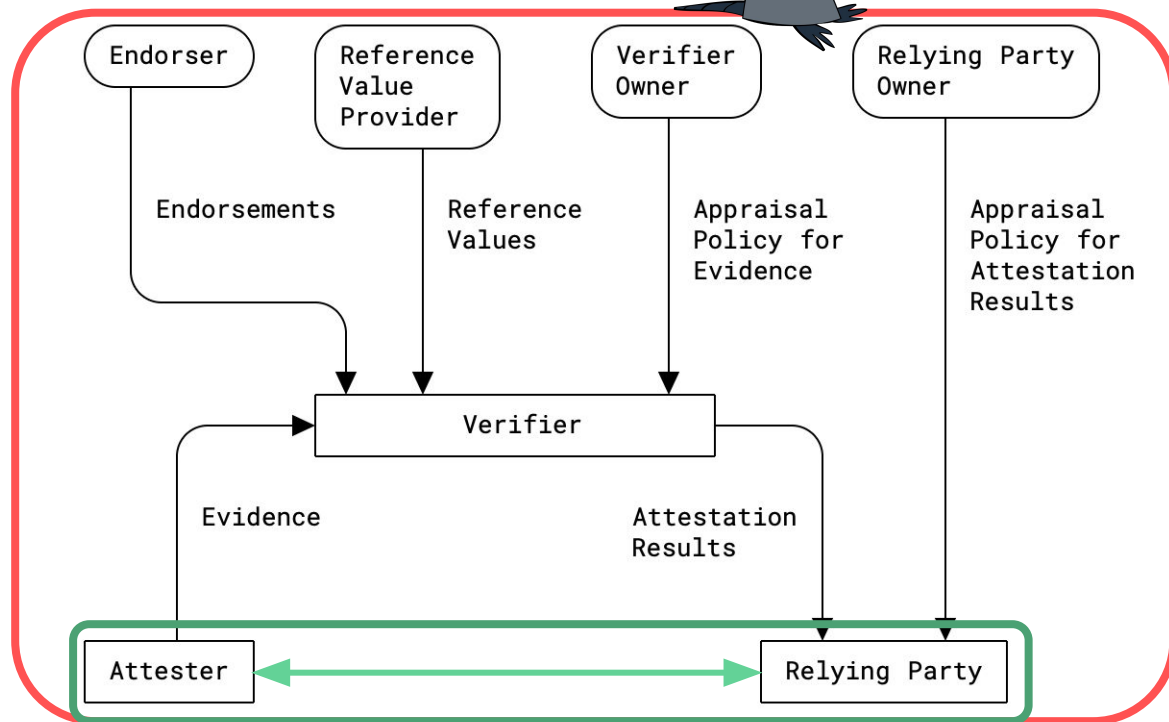 Endorser
Reference
Value
Provider
Verifier
Owner
Relying Party
Owner
Endorsements
Reference
Values
Appraisal
Policy for
Evidence
Appraisal
Policy for
Attestation
Results
Verifier
Evidence
Attestation
Results
Attester
Relying Party